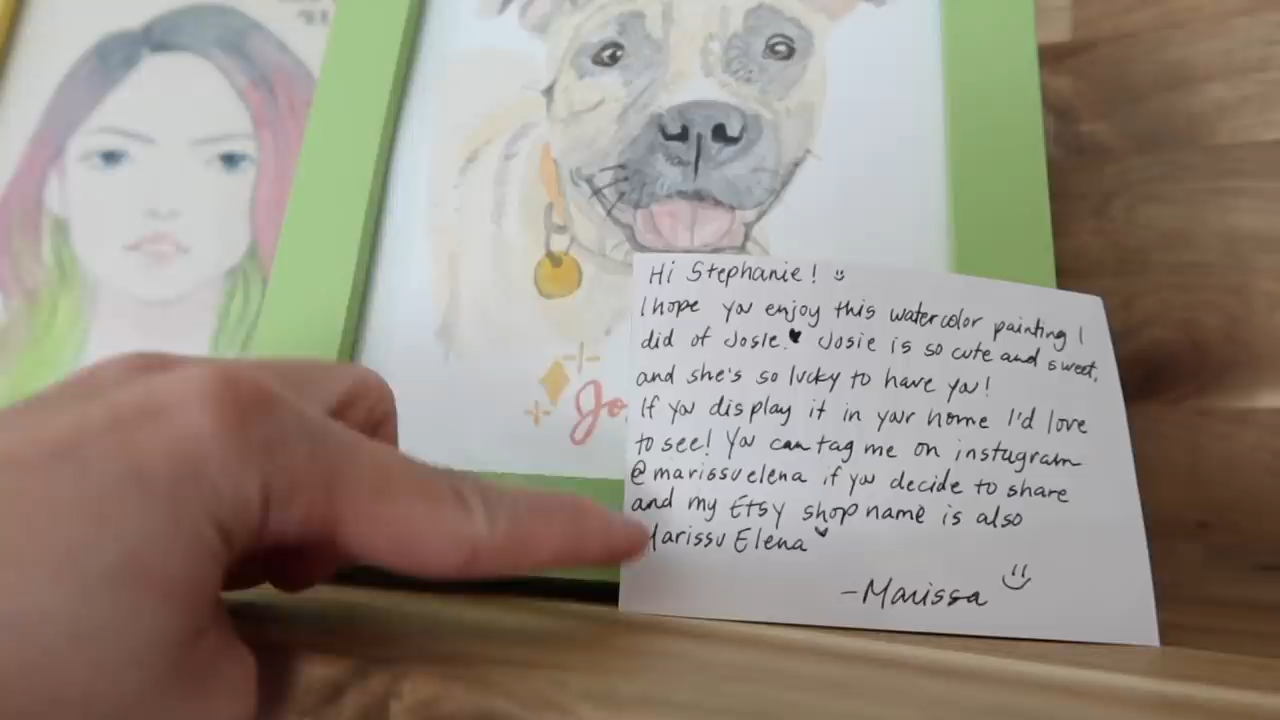 Hi Stephanie!
I hope you enjoy this watercolor painting I
did of Josie. Josie is so cute and sweet,
and she's so lucky to have you!
If you display it in your home I'd love
to see! You can tag me on instagram
@marissuelena if you decide to share
and my Etsy shop name is also
Marissu Elena
-Marissa
Jo